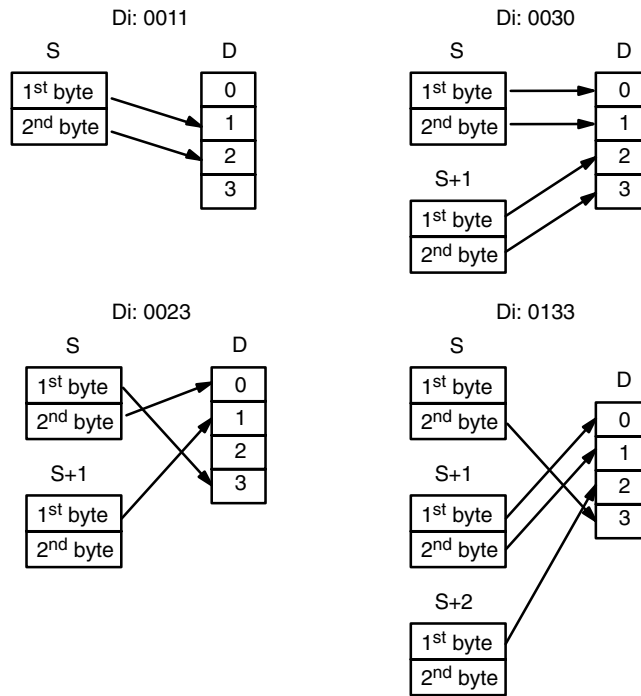 Di: 0011
S
D
1st byte
2nd byte
0
1
2
3
Di: 0030
S
D
1st byte
2nd byte
0
1
2
3
S+1
1st byte
2nd byte
Di: 0023
S
D
1st byte
2nd byte
0
1
2
3
S+1
1st byte
2nd byte
Di: 0133
S
D
1st byte
2nd byte
0
1
2
3
S+1
1st byte
2nd byte
S+2
1st byte
2nd byte